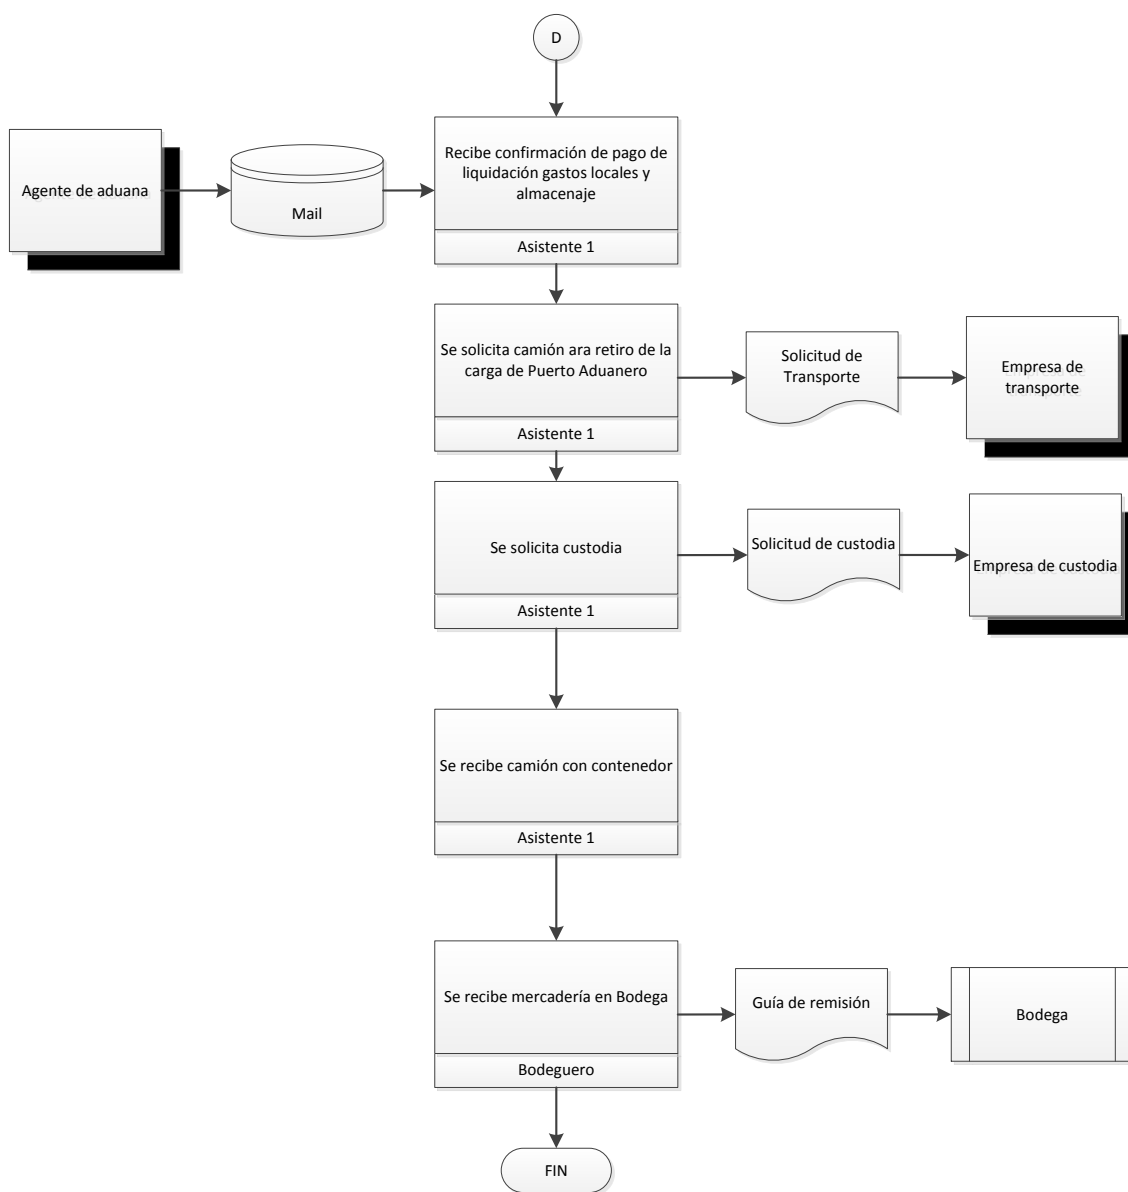 D
Agente de aduana
Mail
Recibe confirmación de pago de
liquidación gastos locales y
almacenaje
Asistente 1
Se solicita camión ara retiro de la
carga de Puerto Aduanero
Asistente 1
Solicitud de
Transporte
Empresa de
transporte
Se solicita custodia
Asistente 1
Solicitud de custodia
Empresa de custodia
Se recibe camión con contenedor
Asistente 1
Se recibe mercadería en Bodega
Bodeguero
Guía de remisión
Bodega
FIN